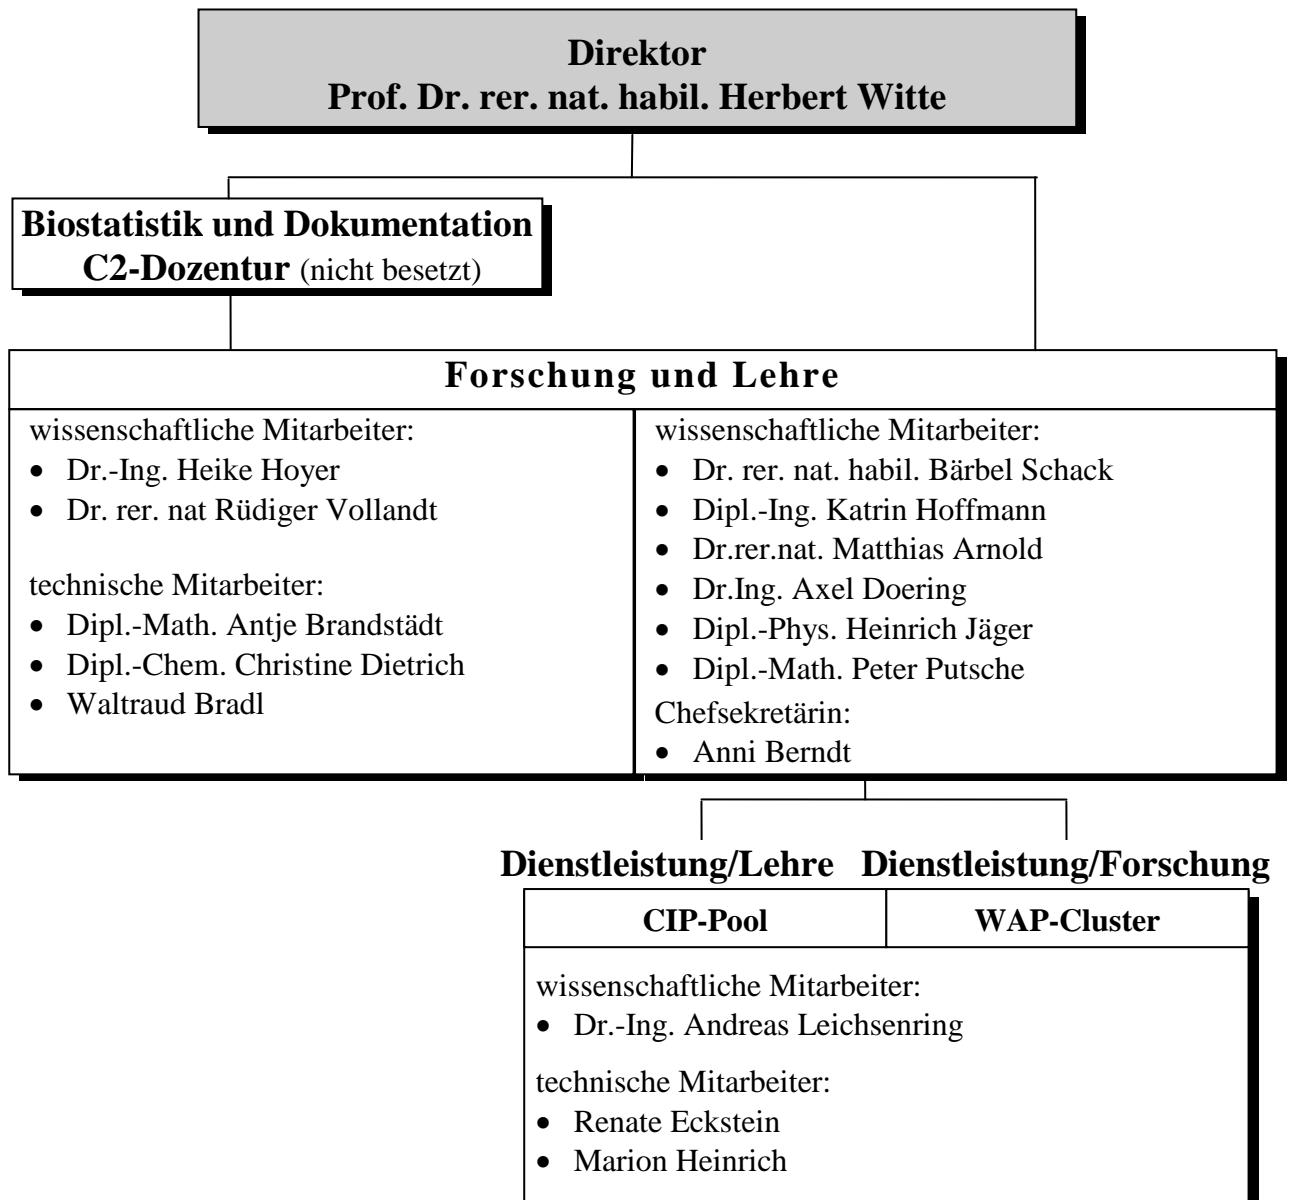 Direktor
Prof. Dr. rer. nat. habil. Herbert Witte
Biostatistik und Dokumentation
C2-Dozentur (nicht besetzt)
Forschung und Lehre
wissenschaftliche Mitarbeiter:
• Dr.-Ing. Heike Hoyer
• Dr. rer. nat Rüdiger Vollandt
technische Mitarbeiter:
• Dipl.-Math. Antje Brandstädt
• Dipl.-Chem. Christine Dietrich
• Waltraud Bradl
wissenschaftliche Mitarbeiter:
• Dr. rer. nat. habil. Bärbel Schack
• Dipl.-Ing. Katrin Hoffmann
• Dr.rer.nat. Matthias Arnold
• Dr.Ing. Axel Doering
• Dipl.-Phys. Heinrich Jäger
• Dipl.-Math. Peter Putsche
Chefsekretärin:
• Anni Berndt
Dienstleistung/Lehre Dienstleistung/Forschung
CIP-Pool WAP-Cluster
wissenschaftliche Mitarbeiter:
• Dr.-Ing. Andreas Leichsenring
technische Mitarbeiter:
• Renate Eckstein
• Marion Heinrich